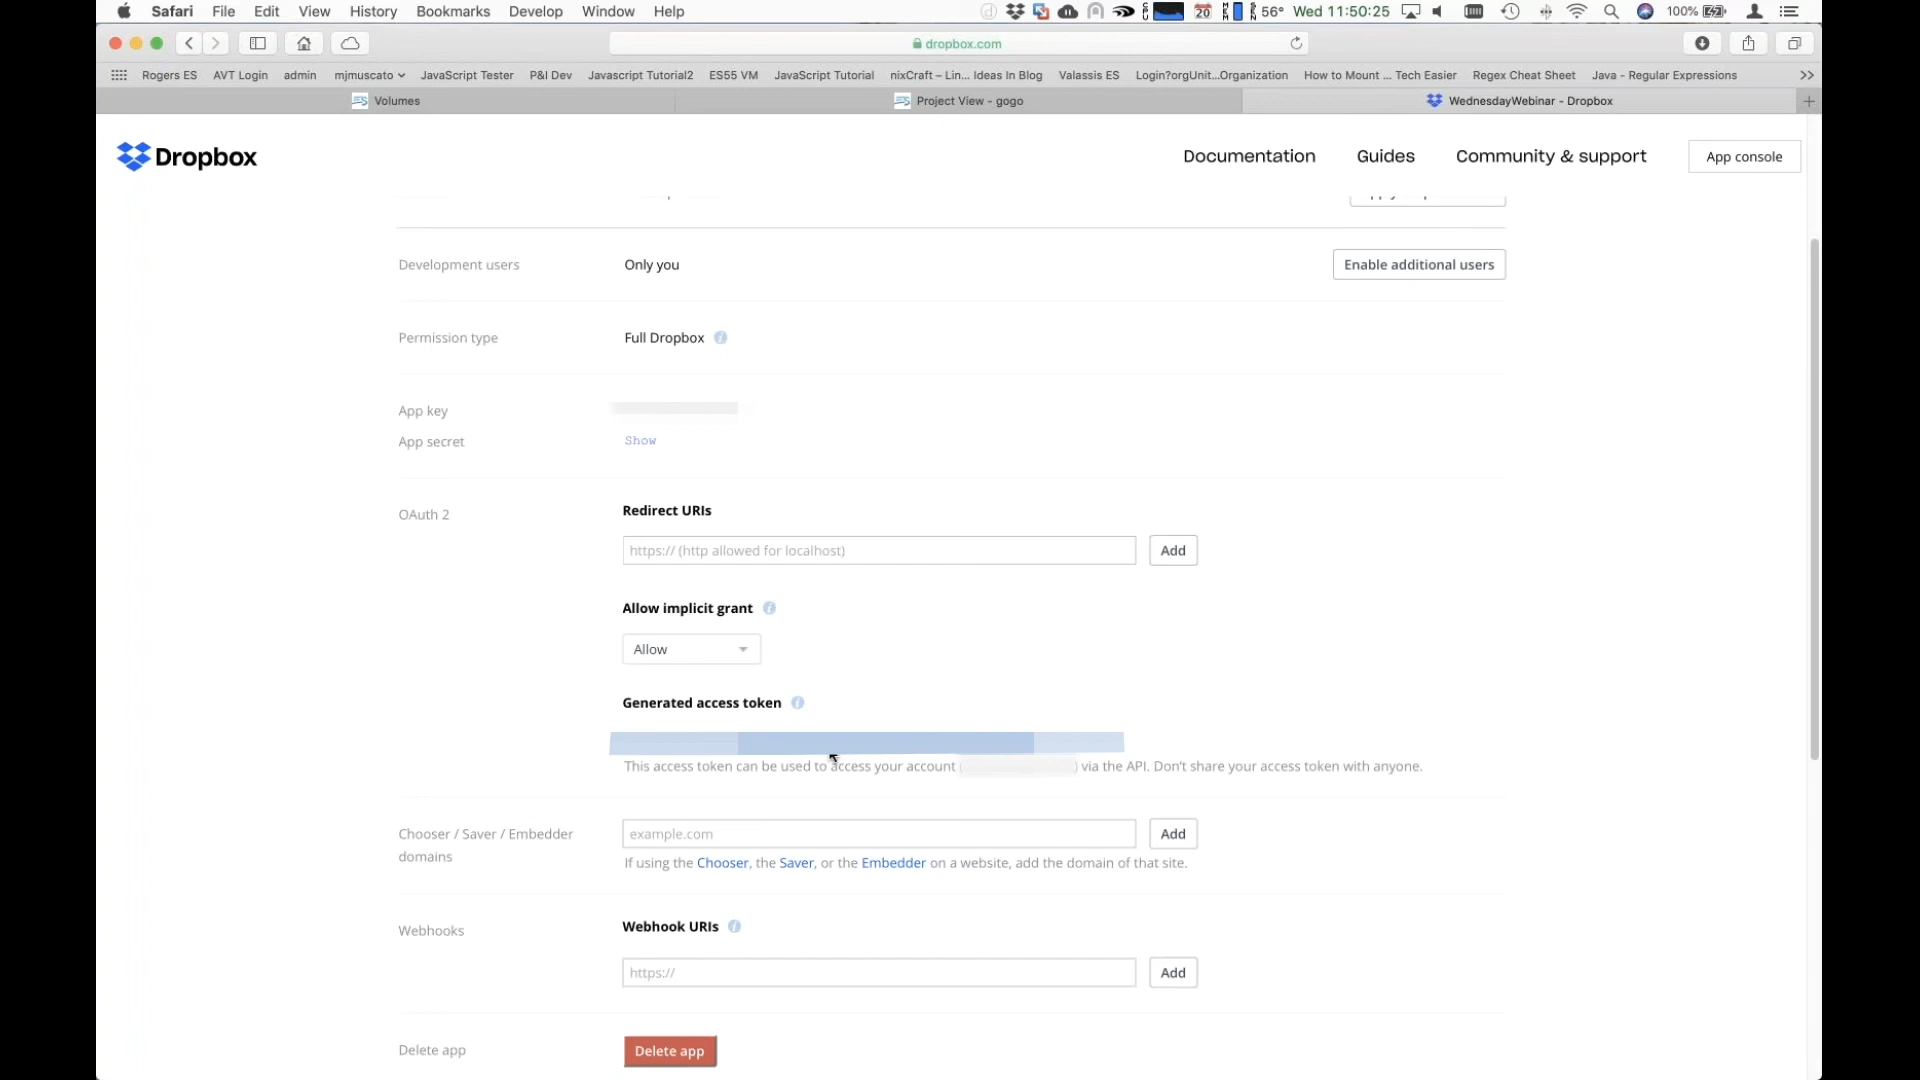 Safari File Edit View History Bookmarks Develop Window Help 20 56° Wed 11:50:25 100%
dropbox.com
Rogers ES AVT Login admin mjmuscato JavaScript Tester P&I Dev Javascript Tutorial2 ES55 VM JavaScript Tutorial nixCraft – Lin... Ideas In Blog Valassis ES Login?orgUnit...Organization How to Mount ... Tech Easier Regex Cheat Sheet Java - Regular Expressions
Volumes Project View - gogo WednesdayWebinar - Dropbox
Dropbox Documentation Guides Community & support App console
Development users Only you Enable additional users
Permission type Full Dropbox
App key
App secret Show
OAuth 2 Redirect URIs
https:// (http allowed for localhost) Add
Allow implicit grant
Allow
Generated access token
This access token can be used to access your account ( ) via the API. Don't share your access token with anyone.
Chooser / Saver / Embedder
domains
example.com Add
If using the Chooser, the Saver, or the Embedder on a website, add the domain of that site.
Webhooks Webhook URIs
https:// Add
Delete app Delete app